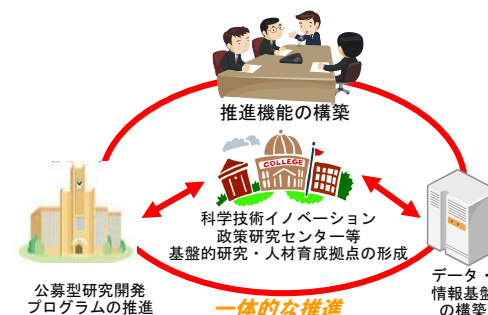 推進機能の構築
COLLEGE
科学技術イノベーション
政策研究センター等
基盤的研究・人材育成拠点の形成
公募型研究開発
プログラムの推進
一体的な推進
データ・
情報基盤
の構築